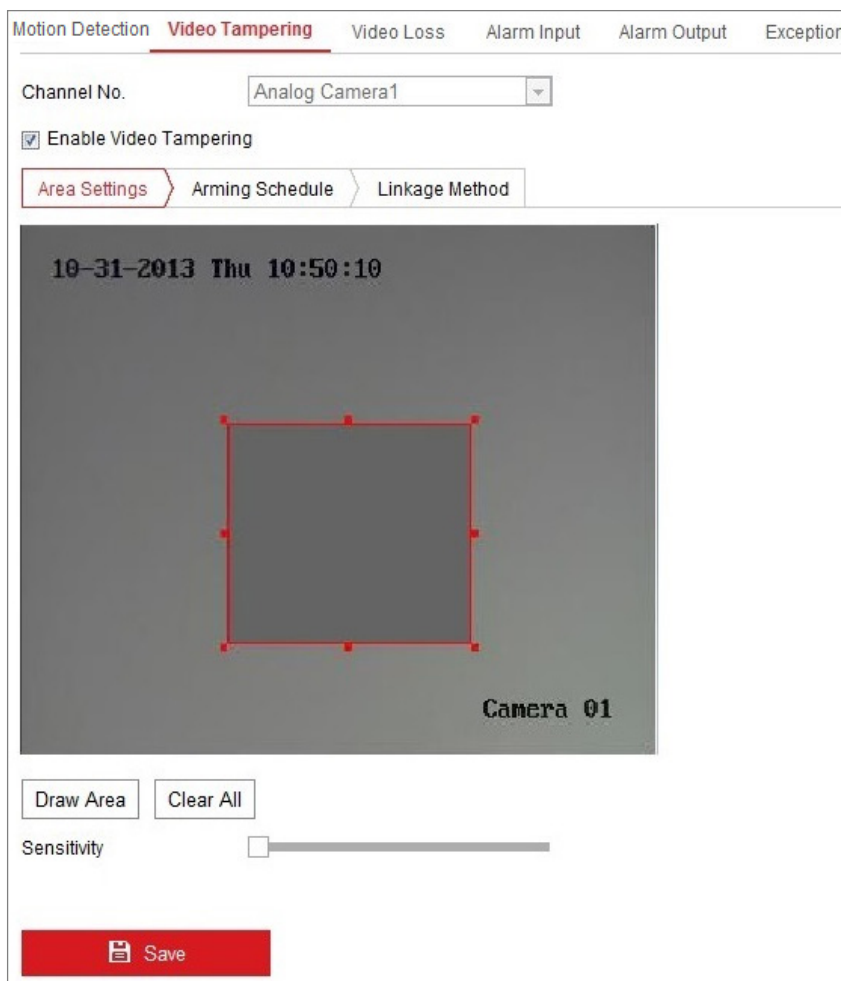 Motion Detection Video Tampering Video Loss Alarm Input Alarm Output Exception
Channel No. Analog Camera1
Enable Video Tampering
Area Settings Arming Schedule Linkage Method
10-31-2013 Thu 10:50:10
Camera 01
Draw Area Clear All
Sensitivity
Save